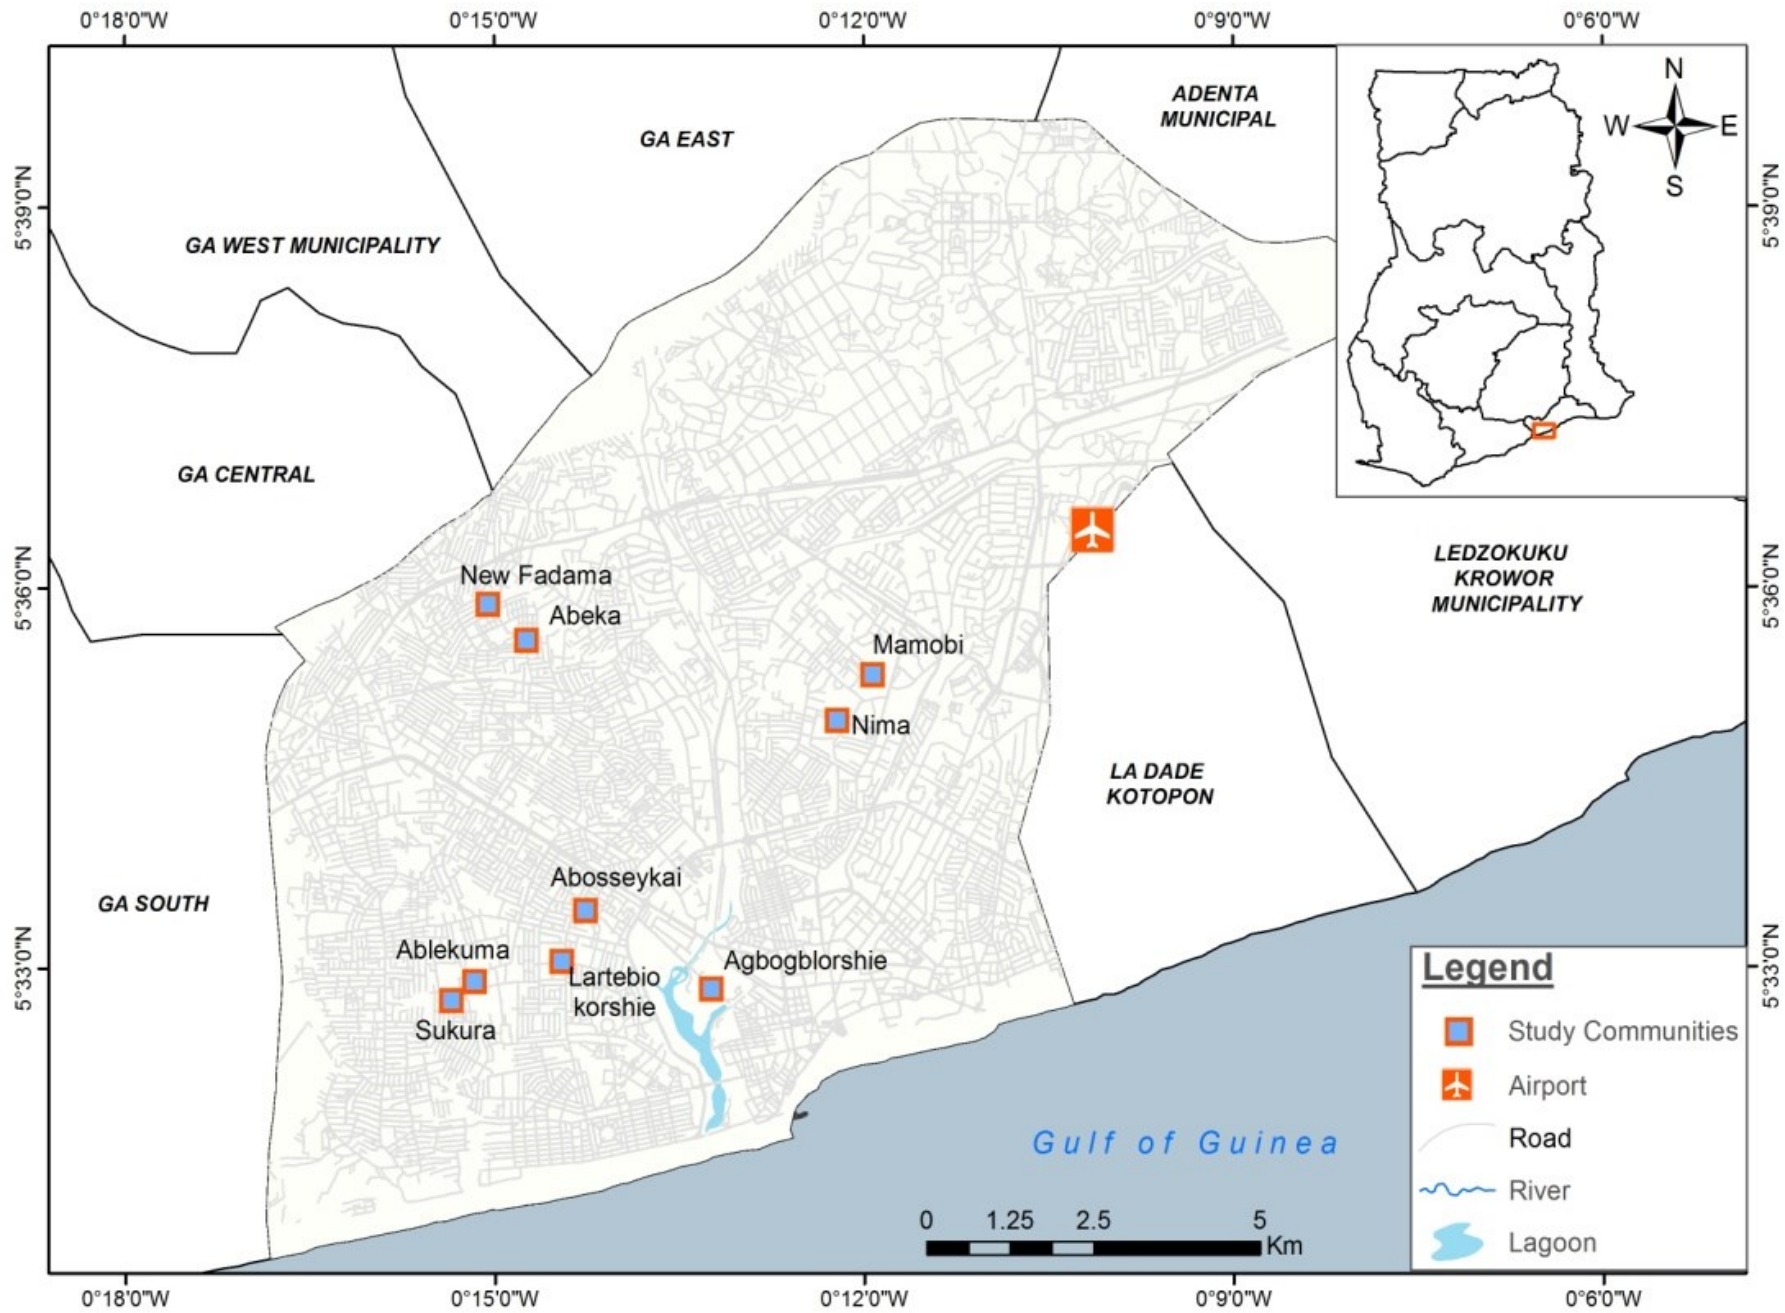 0°18'0"W
0°15'0"W
0°12'0"W
0°9'0"W
0°6'0"W
5°39'0"N
5°36'0"N
5°33'0"N
5°39'0"N
5°36'0"N
5°33'0"N
GA EAST
ADENTA
MUNICIPAL
N
W
E
S
GA WEST MUNICIPALITY
GA CENTRAL
LEDZOKUKU
KROWOR
MUNICIPALITY
New Fadama
Abeka
Mamobi
Nima
LA DADE
KOTOPON
GA SOUTH
Abosseykai
Ablekuma
Lartebio
korshie
Agbogblorshie
Sukura
Gulf of Guinea
0
1.25
2.5
5
Km
Legend
Study Communities
Airport
Road
River
Lagoon
0°18'0"W
0°15'0"W
0°12'0"W
0°9'0"W
0°6'0"W